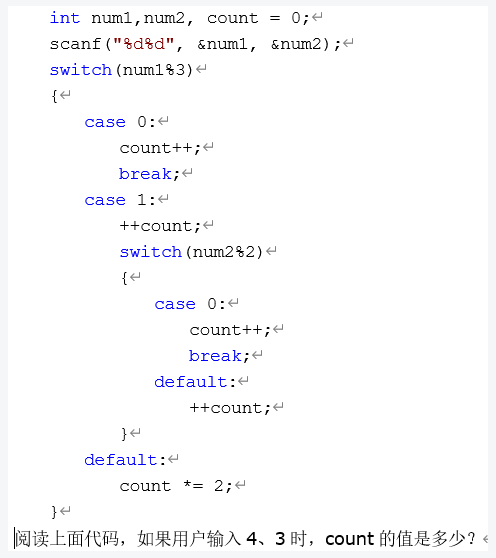 int num1,num2, count = 0;↵
scanf("%d%d", &num1, &num2);↵
switch(num1%3)↵
{↵
case 0:↵
count++;↵
break;↵
case 1:↵
++count;↵
switch(num2%2)↵
{↵
case 0:↵
count++;↵
break;↵
default:↵
++count;↵
}↵
default:↵
count *= 2;↵
}↵
阅读上面代码，如果用户输入 4、3 时，count 的值是多少？↵